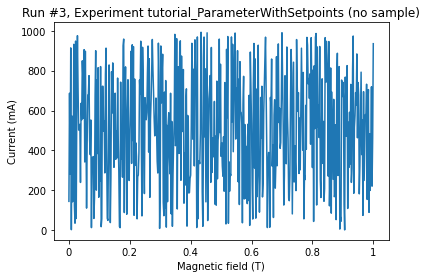 Run #3, Experiment tutorial_ParameterWithSetpoints (no sample)
1000
800
600
400
200
0
Current (mA)
0 0.2 0.4 0.6 0.8 1
Magnetic field (T)